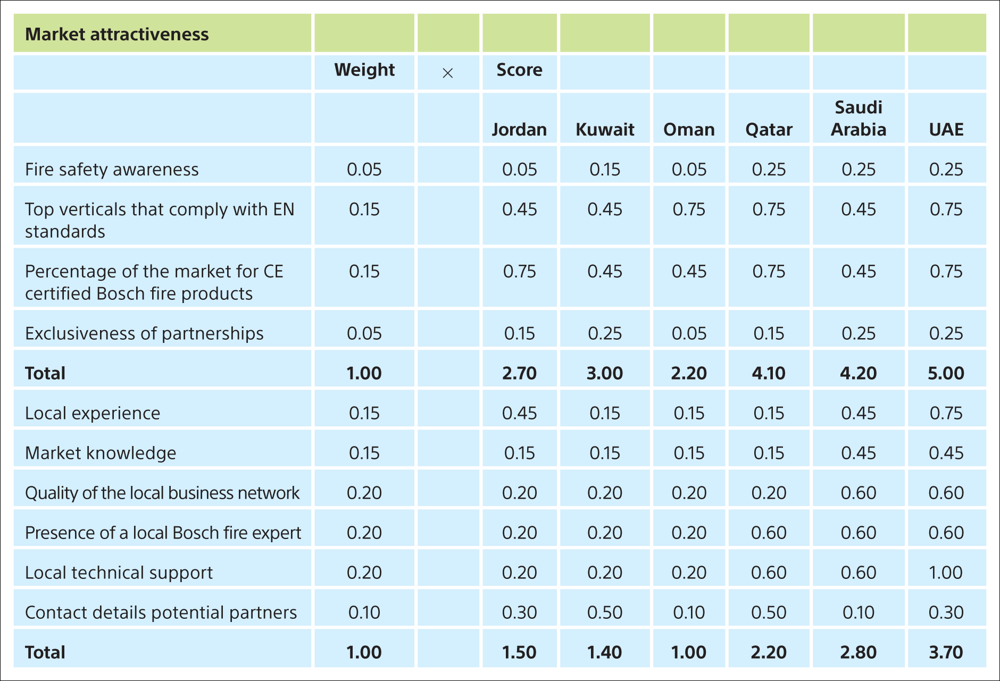 Market attractiveness
Weight × Score
Jordan Kuwait Oman Qatar Saudi Arabia UAE
Fire safety awareness 0.05 0.05 0.15 0.05 0.25 0.25 0.25
Top verticals that comply with EN 0.15 0.45 0.45 0.75 0.75 0.45 0.75
standards
Percentage of the market for CE 0.15 0.75 0.45 0.45 0.75 0.45 0.75
certified Bosch fire products
Exclusiveness of partnerships 0.05 0.15 0.25 0.05 0.15 0.25 0.25
Total 1.00 2.70 3.00 2.20 4.10 4.20 5.00
Local experience 0.15 0.45 0.15 0.15 0.15 0.45 0.75
Market knowledge 0.15 0.15 0.15 0.15 0.15 0.45 0.45
Quality of the local business network 0.20 0.20 0.20 0.20 0.20 0.60 0.60
Presence of a local Bosch fire expert 0.20 0.20 0.20 0.20 0.60 0.60 0.60
Local technical support 0.20 0.20 0.20 0.20 0.60 0.60 1.00
Contact details potential partners 0.10 0.30 0.50 0.10 0.50 0.10 0.30
Total 1.00 1.50 1.40 1.00 2.20 2.80 3.70